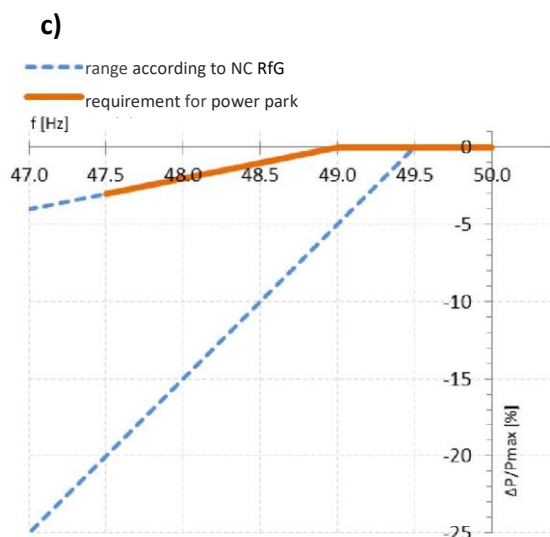 c)
range according to NC RfG
requirement for power park
f [Hz]
0
47.0 47.5 48.0 48.5 49.0 49.5 50.0
-5
-10
-15
-20
-25
ΔP/Pmax [%]